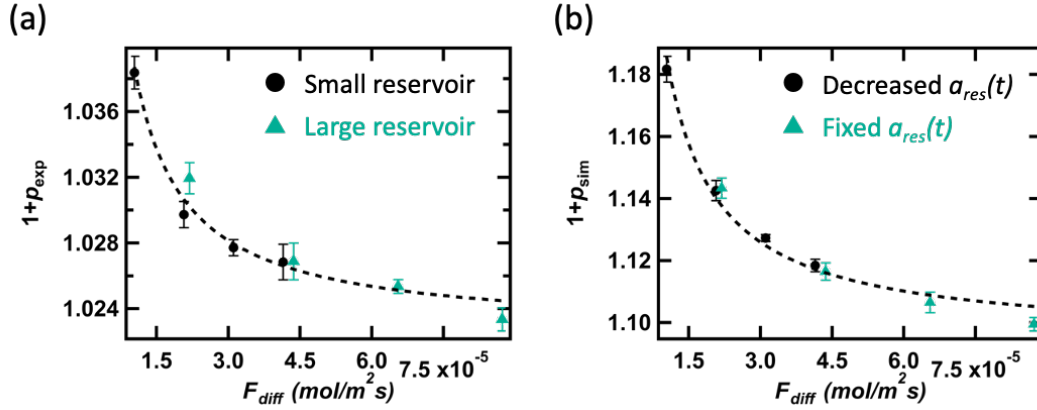 (a)
1+p_exp
1.036
1.032
1.028
1.024
Small reservoir
Large reservoir
1.5 3.0 4.5 6.0 7.5 x10⁻⁵
F_diff (mol/m²s)
(b)
1+p_sim
1.18
1.16
1.14
1.12
1.10
Decreased a_res(t)
Fixed a_res(t)
1.5 3.0 4.5 6.0 7.5 x10⁻⁵
F_diff (mol/m²s)